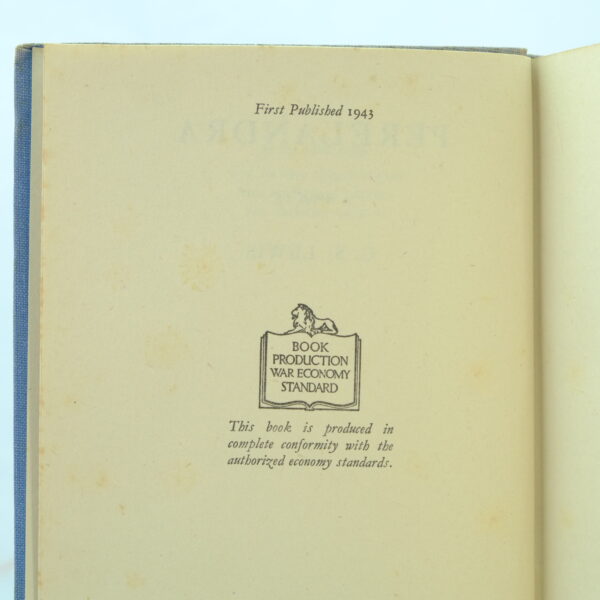 First Published 1943
BOOK
PRODUCTION
WAR ECONOMY
STANDARD
This book is produced in
complete conformity with the
authorized economy standards.